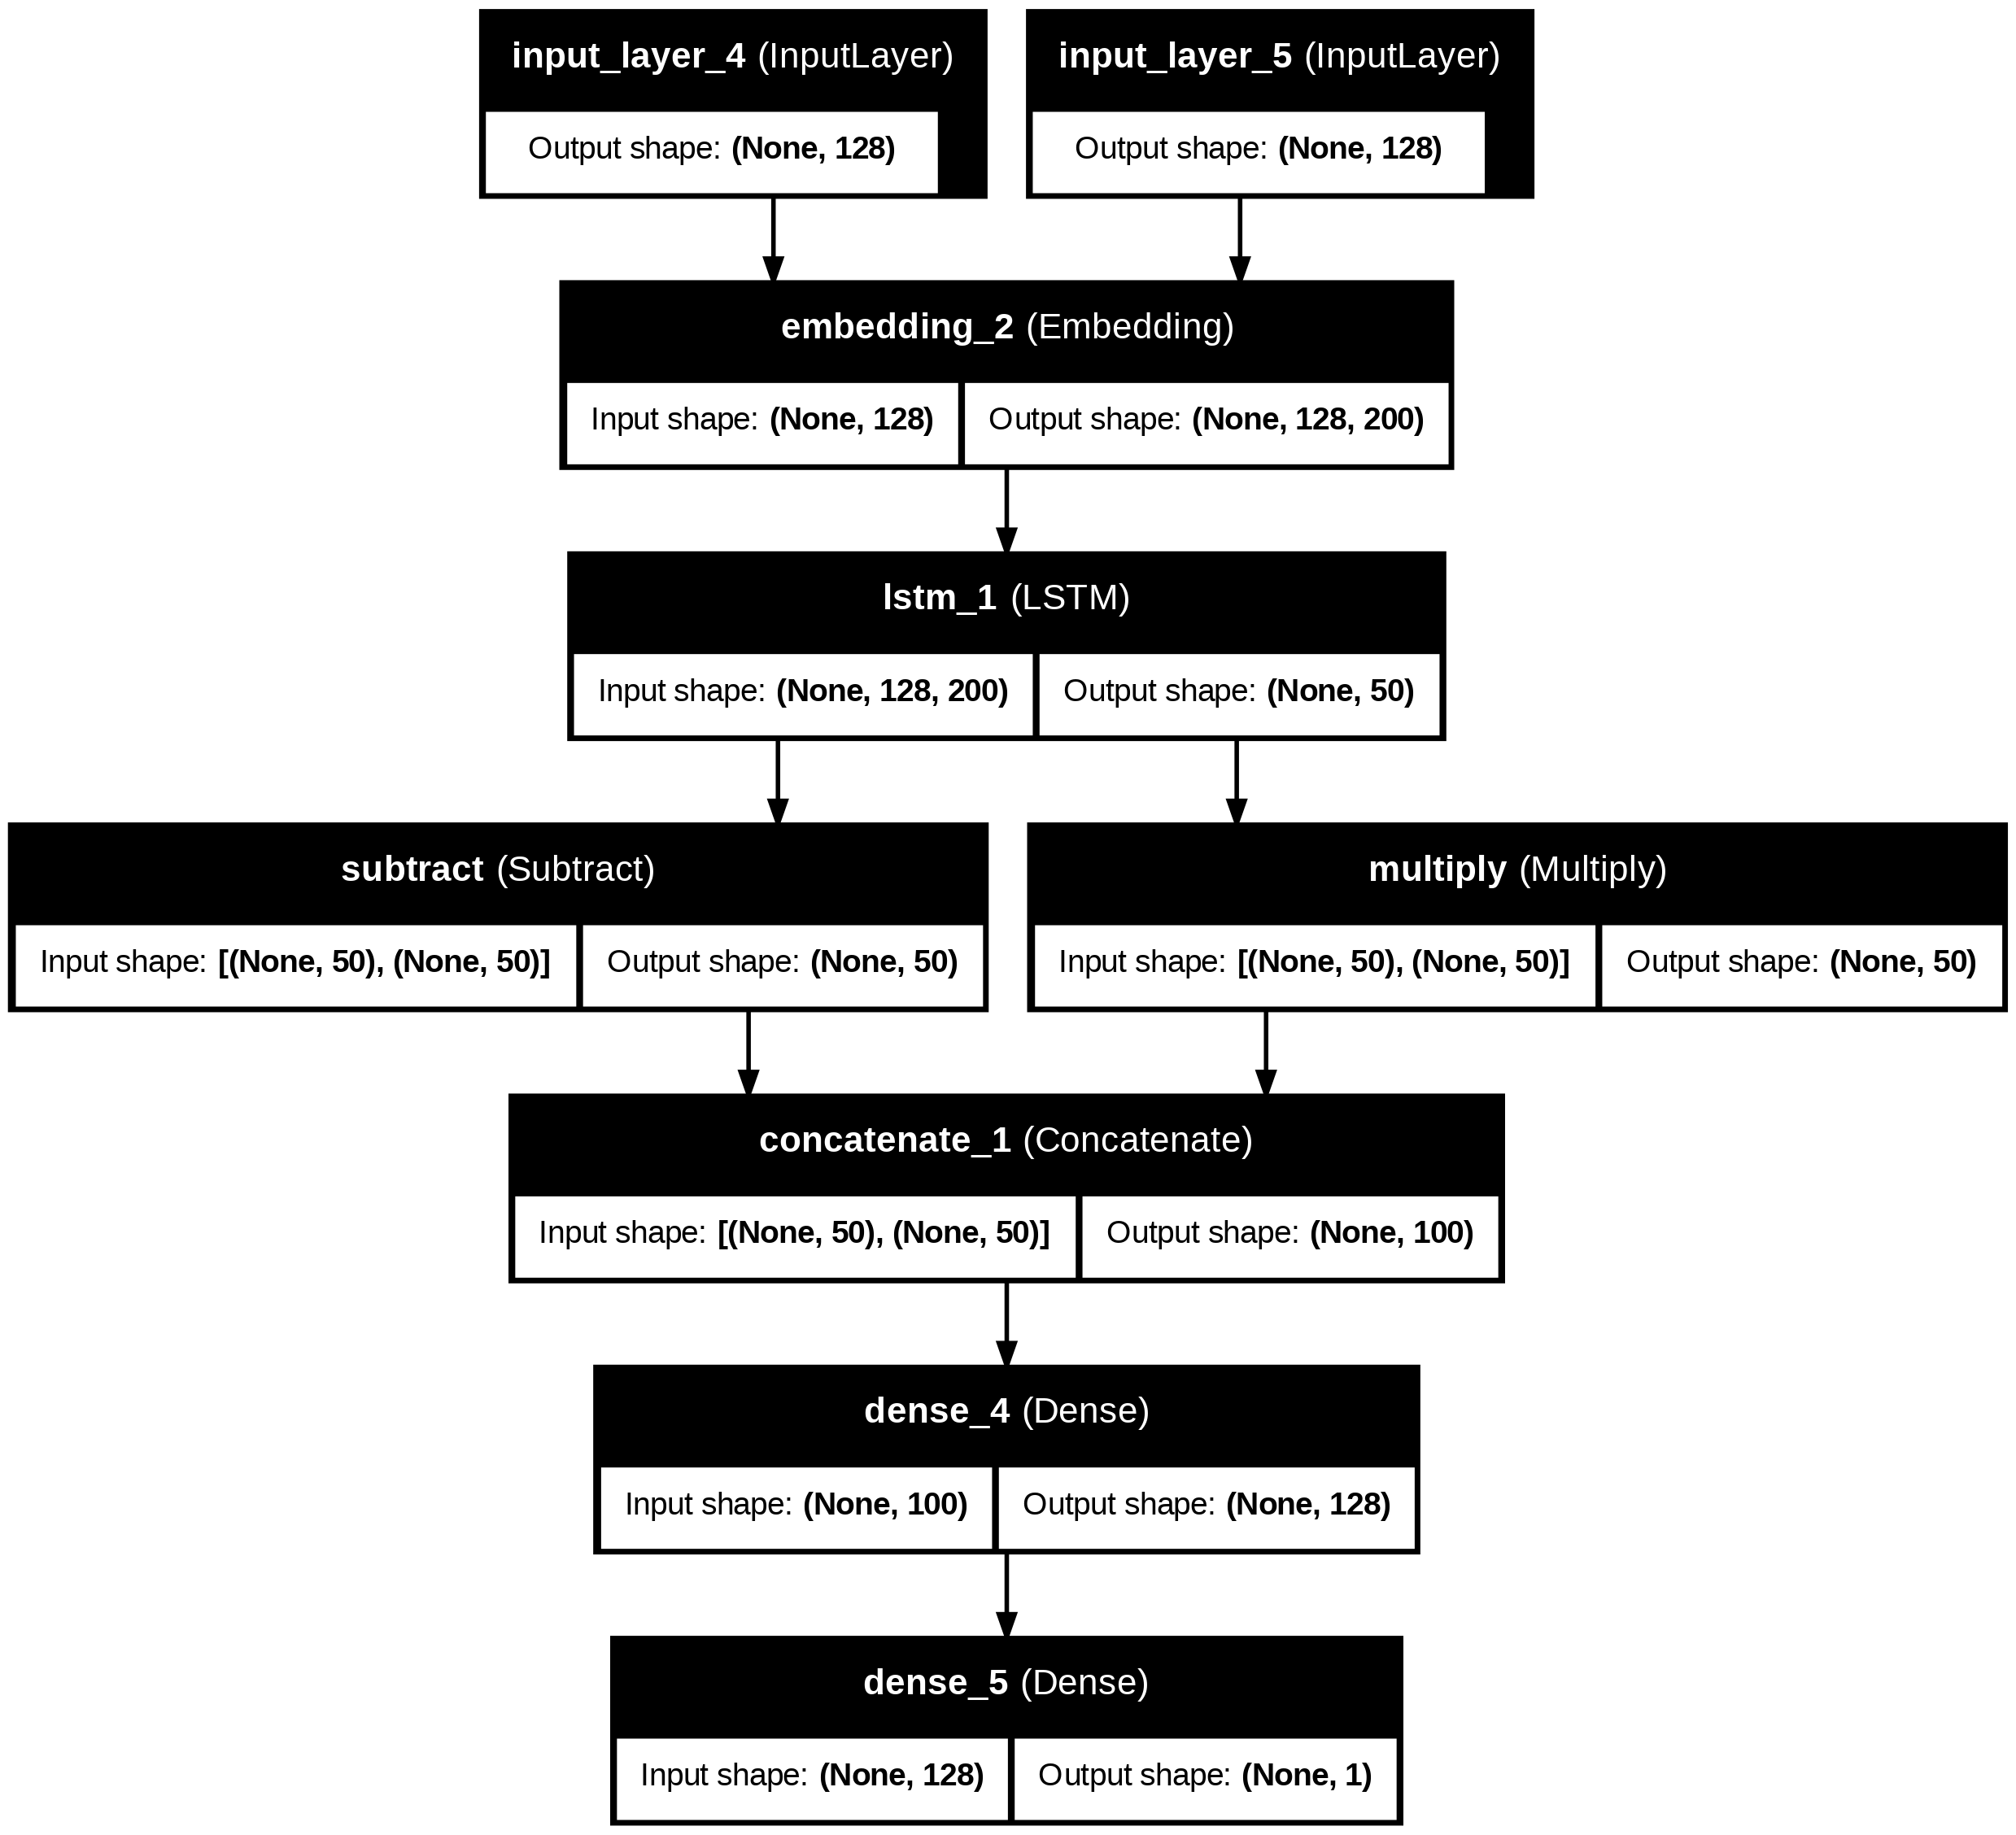 input_layer_4 (InputLayer)
Output shape: (None, 128)
input_layer_5 (InputLayer)
Output shape: (None, 128)
embedding_2 (Embedding)
Input shape: (None, 128)
Output shape: (None, 128, 200)
lstm_1 (LSTM)
Input shape: (None, 128, 200)
Output shape: (None, 50)
subtract (Subtract)
Input shape: [(None, 50), (None, 50)]
Output shape: (None, 50)
multiply (Multiply)
Input shape: [(None, 50), (None, 50)]
Output shape: (None, 50)
concatenate_1 (Concatenate)
Input shape: [(None, 50), (None, 50)]
Output shape: (None, 100)
dense_4 (Dense)
Input shape: (None, 100)
Output shape: (None, 128)
dense_5 (Dense)
Input shape: (None, 128)
Output shape: (None, 1)